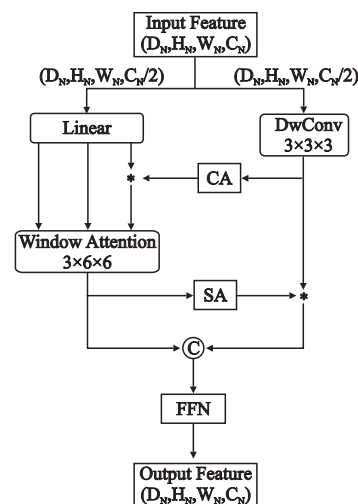 Input Feature
(D_N,H_N,W_N,C_N)
(D_N,H_N,W_N,C_N/2) (D_N,H_N,W_N,C_N/2)
Linear
DwConv
3×3×3
* CA
Window Attention
3×6×6
SA *
C
FFN
Output Feature
(D_N,H_N,W_N,C_N)